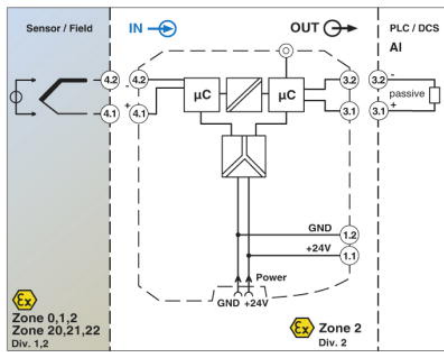 Sensor / Field
IN
OUT
PLC / DCS
AI
4.2
4.2
3.2
3.2
-
-
-
µC
µC
passive
+
+
4.1
4.1
3.1
3.1
GND
1.2
+24V
1.1
Power
GND +24V
Ex
Zone 0,1,2
Zone 20,21,22
Div. 1,2
Ex
Zone 2
Div. 2